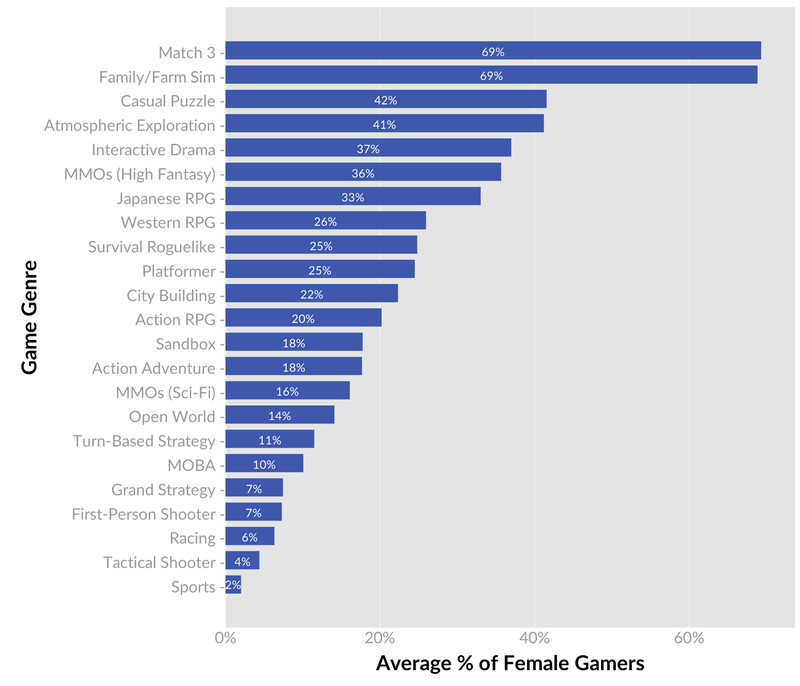 Game Genre
Match 3 69%
Family/Farm Sim 69%
Casual Puzzle 42%
Atmospheric Exploration 41%
Interactive Drama 37%
MMOs (High Fantasy) 36%
Japanese RPG 33%
Western RPG 26%
Survival Roguelike 25%
Platformer 25%
City Building 22%
Action RPG 20%
Sandbox 18%
Action Adventure 18%
MMOs (Sci-Fi) 16%
Open World 14%
Turn-Based Strategy 11%
MOBA 10%
Grand Strategy 7%
First-Person Shooter 7%
Racing 6%
Tactical Shooter 4%
Sports 2%
0% 20% 40% 60%
Average % of Female Gamers